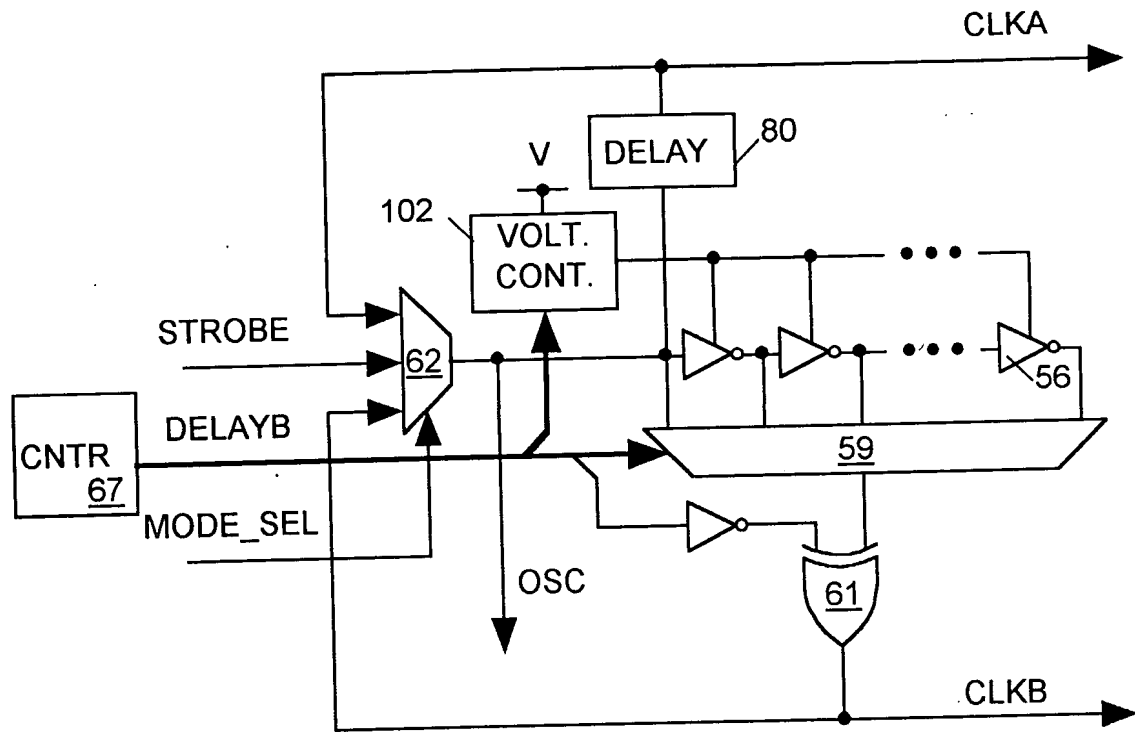 CLKA
DELAY
80
V
102
VOLT.
CONT.
STROBE
62
56
DELAYB
CNTR
67
59
MODE_SEL
OSC
61
CLKB